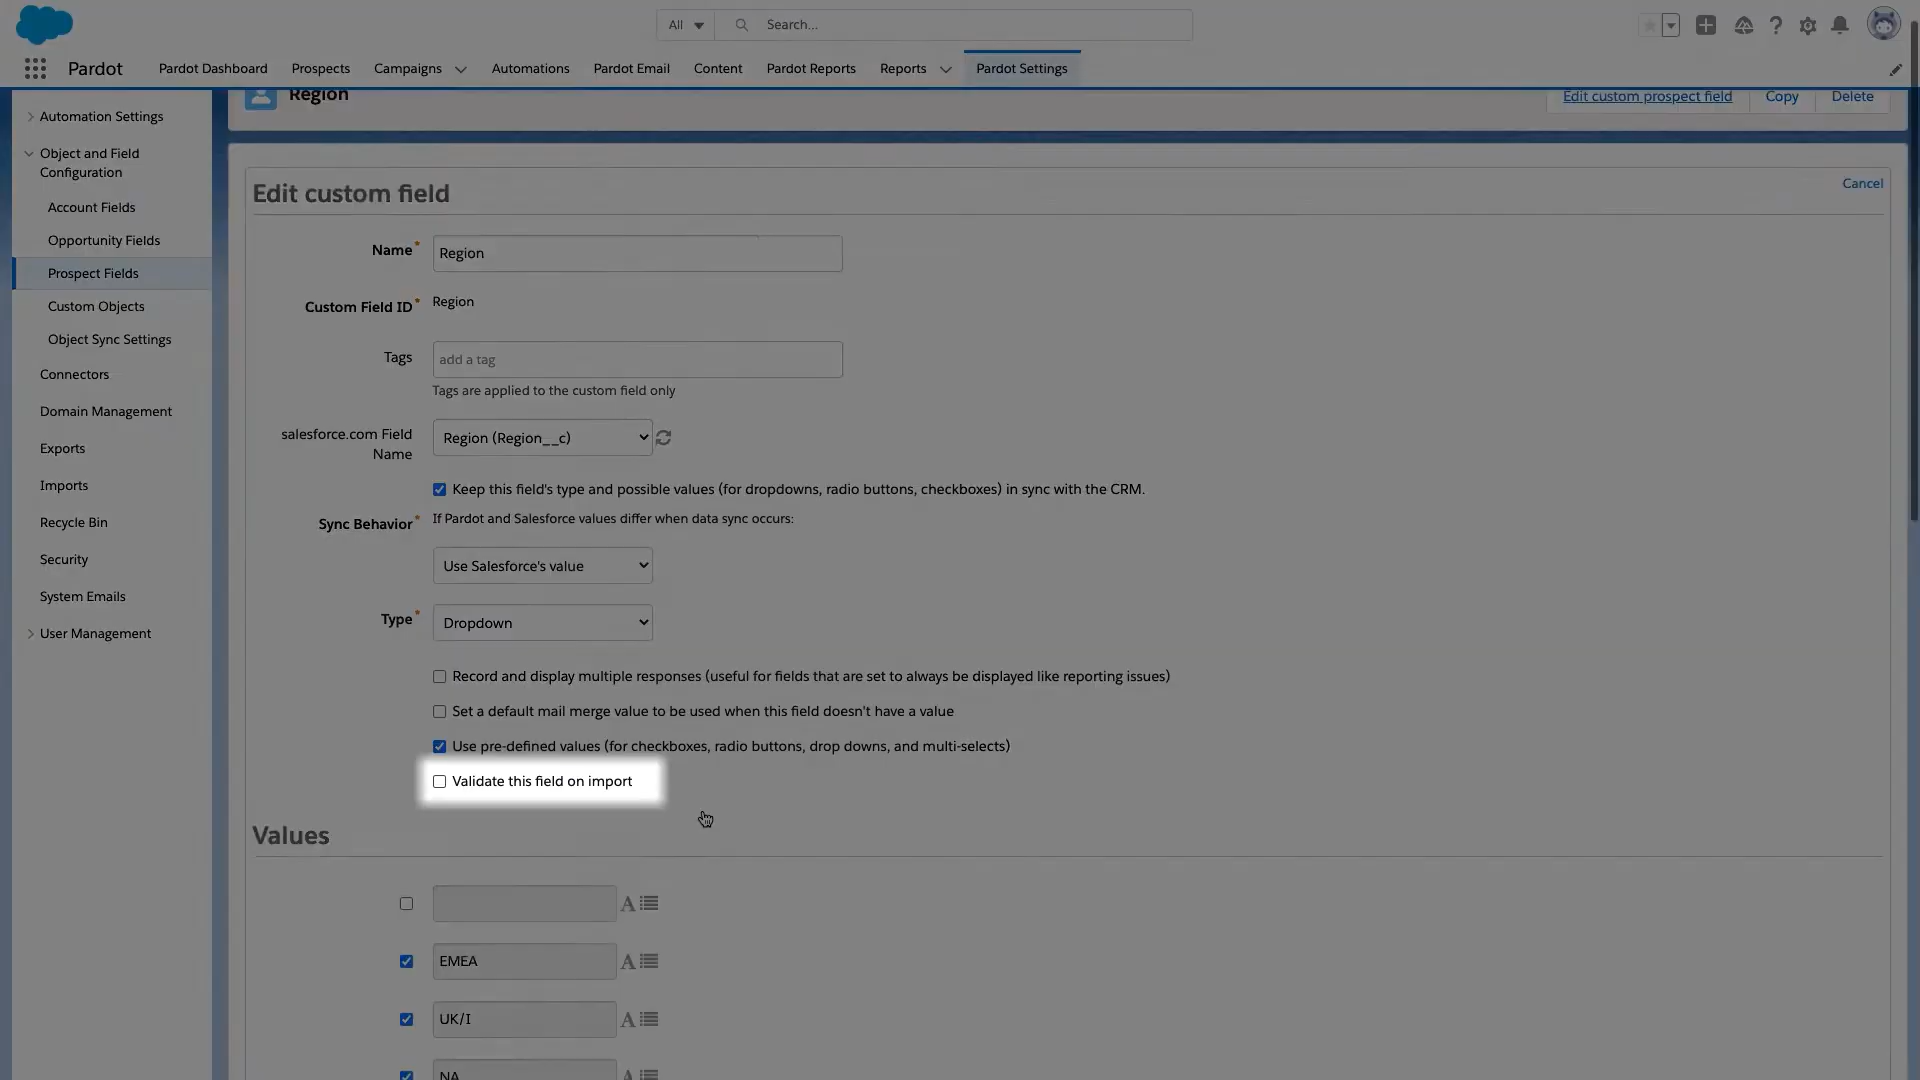 All
Search...
Pardot
Pardot Dashboard
Prospects
Campaigns
Automations
Pardot Email
Content
Pardot Reports
Reports
Pardot Settings
Automation Settings
Object and Field
Configuration
Account Fields
Opportunity Fields
Prospect Fields
Custom Objects
Object Sync Settings
Connectors
Domain Management
Exports
Imports
Recycle Bin
Security
System Emails
User Management
Region
Edit custom prospect field
Copy
Delete
Edit custom field
Cancel
Name*
Region
Custom Field ID*
Region
Tags
add a tag
Tags are applied to the custom field only
salesforce.com Field
Name
Region (Region__c)
Keep this field's type and possible values (for dropdowns, radio buttons, checkboxes) in sync with the CRM.
Sync Behavior*
If Pardot and Salesforce values differ when data sync occurs:
Use Salesforce's value
Type*
Dropdown
Record and display multiple responses (useful for fields that are set to always be displayed like reporting issues)
Set a default mail merge value to be used when this field doesn't have a value
Use pre-defined values (for checkboxes, radio buttons, drop downs, and multi-selects)
Validate this field on import
Values
A
EMEA
A
UK/I
A
NA
A